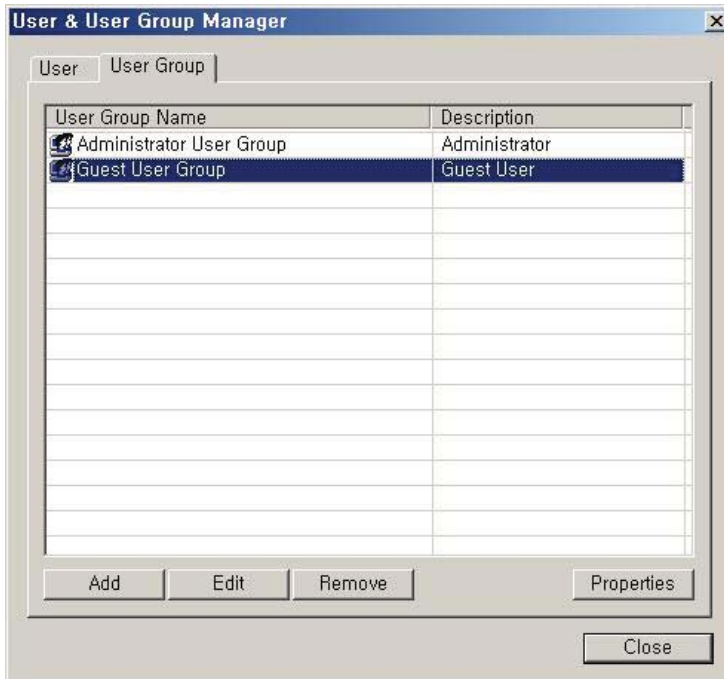 User & User Group Manager
User User Group
User Group Name Description
Administrator User Group Administrator
Guest User Group Guest User
Add Edit Remove Properties
Close